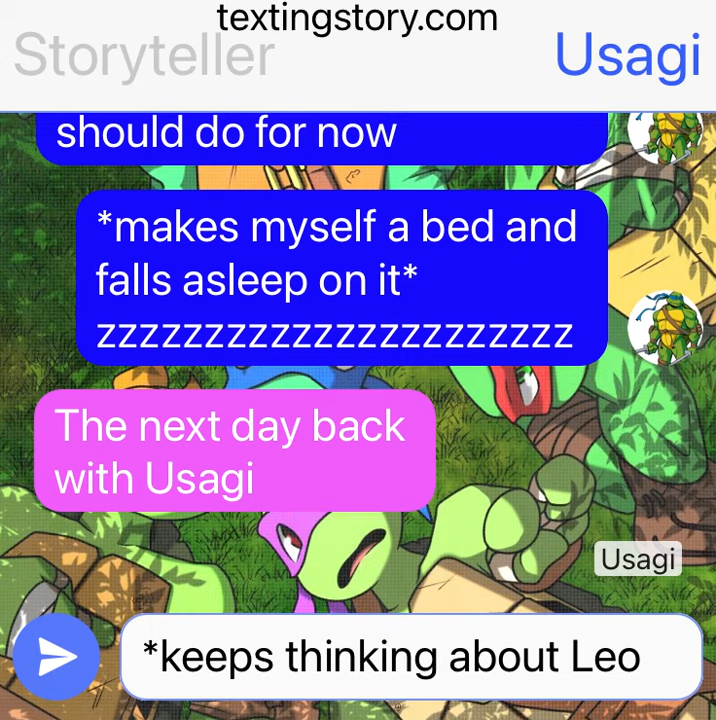 textingstory.com
Storyteller
Usagi
should do for now
*makes myself a bed and
falls asleep on it*
zzzzzzzzzzzzzzzzzzzzzz
The next day back
with Usagi
Usagi
*keeps thinking about Leo